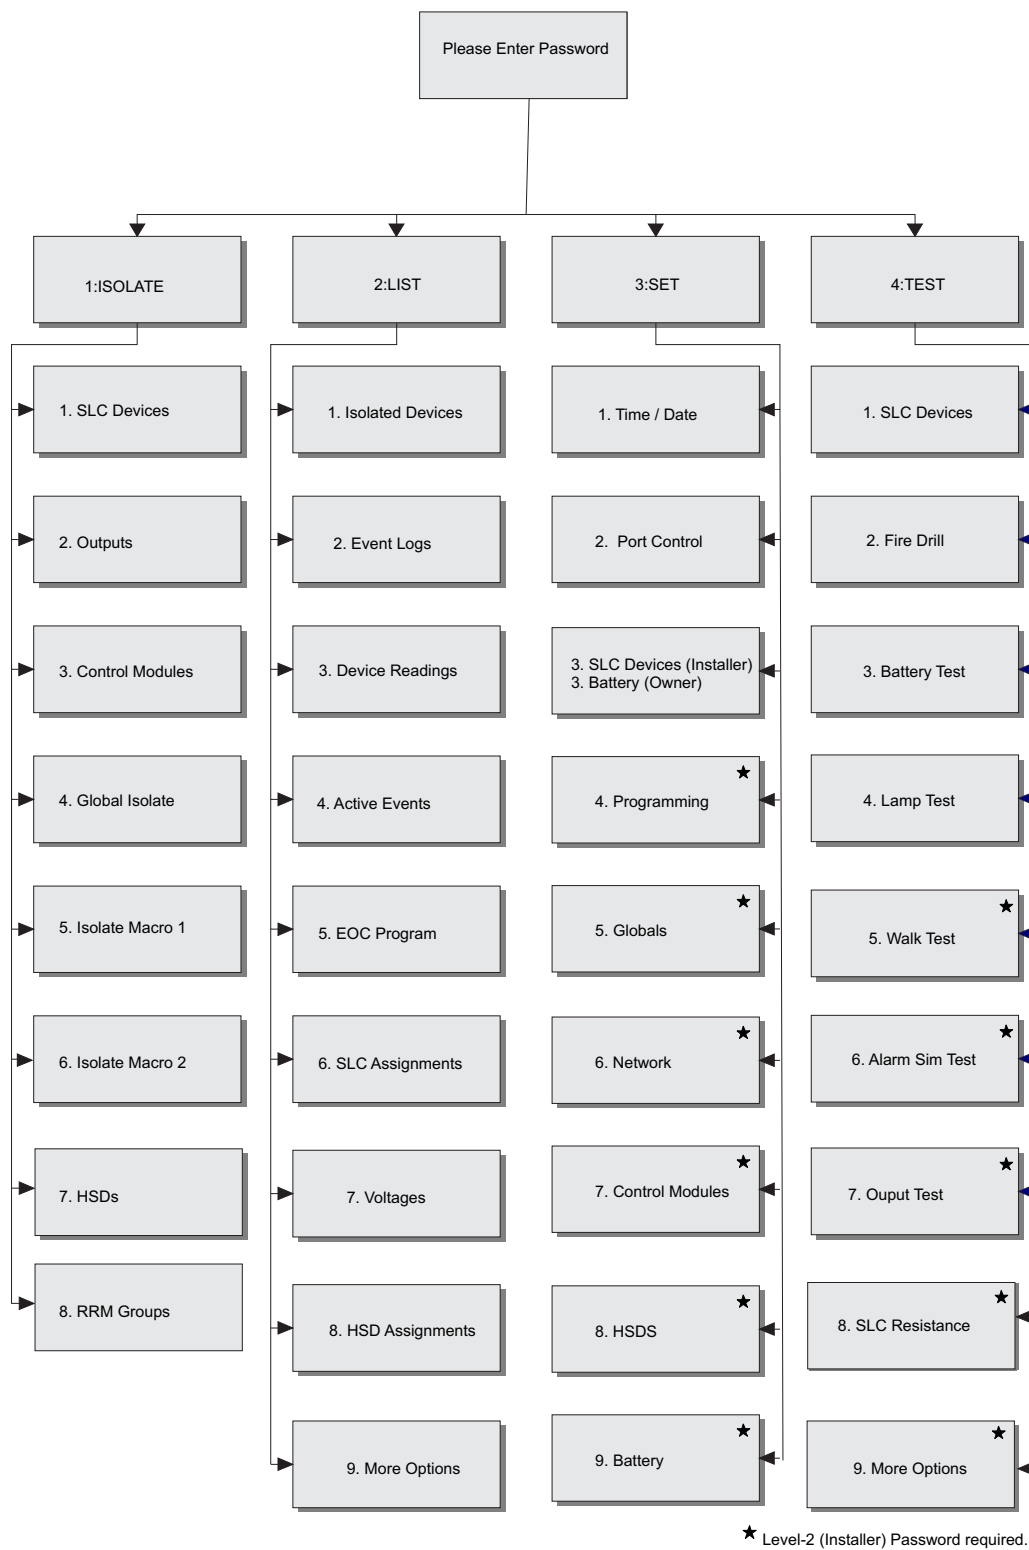 Please Enter Password
1:ISOLATE
2:LIST
3:SET
4:TEST
1. SLC Devices
2. Outputs
3. Control Modules
4. Global Isolate
5. Isolate Macro 1
6. Isolate Macro 2
7. HSDs
8. RRM Groups
1. Isolated Devices
2. Event Logs
3. Device Readings
4. Active Events
5. EOC Program
6. SLC Assignments
7. Voltages
8. HSD Assignments
9. More Options
1. Time / Date
2. Port Control
3. SLC Devices (Installer)
3. Battery (Owner)
4. Programming
5. Globals
6. Network
7. Control Modules
8. HSDS
9. Battery
1. SLC Devices
2. Fire Drill
3. Battery Test
4. Lamp Test
5. Walk Test
6. Alarm Sim Test
7. Ouput Test
8. SLC Resistance
9. More Options
★ Level-2 (Installer) Password required.